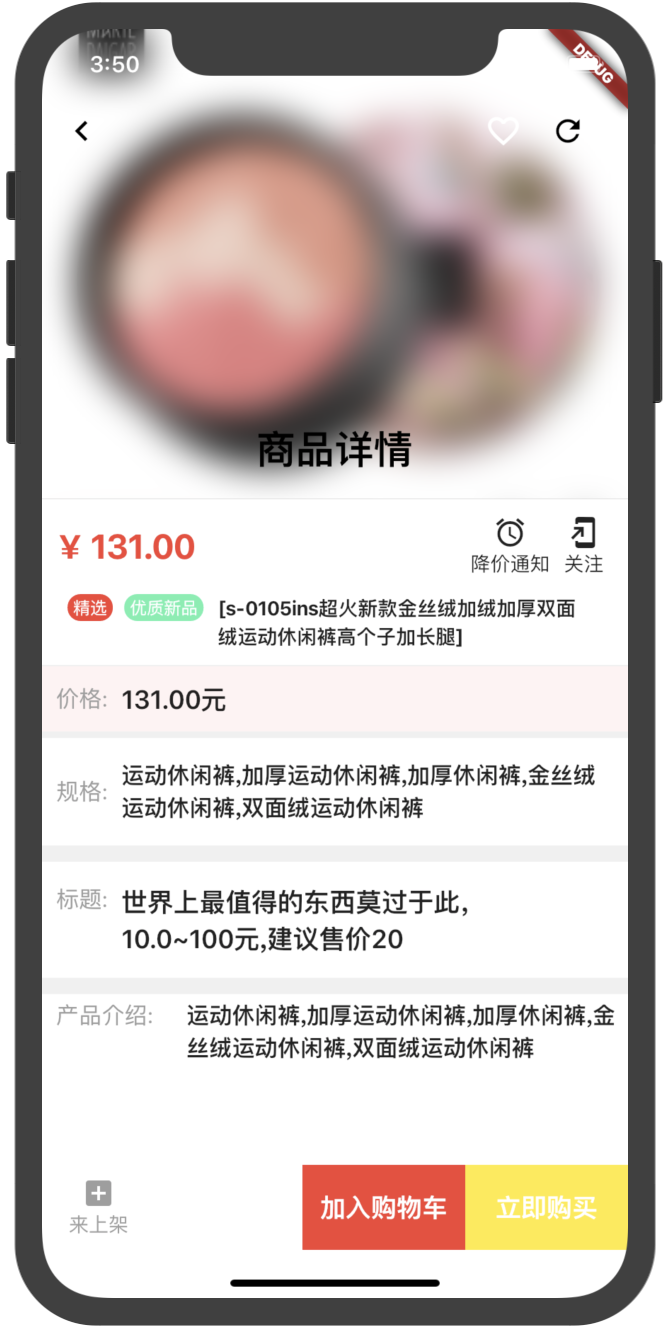 3:50
DEBUG
商品详情
¥ 131.00
降价通知 关注
精选 优质新品 [s-0105ins超火新款金丝绒加绒加厚双面
绒运动休闲裤高个子加长腿]
价格: 131.00元
规格: 运动休闲裤,加厚运动休闲裤,加厚休闲裤,金丝绒
运动休闲裤,双面绒运动休闲裤
标题: 世界上最值得的东西莫过于此,
10.0~100元,建议售价20
产品介绍: 运动休闲裤,加厚运动休闲裤,加厚休闲裤,金
丝绒运动休闲裤,双面绒运动休闲裤
来上架
加入购物车 立即购买